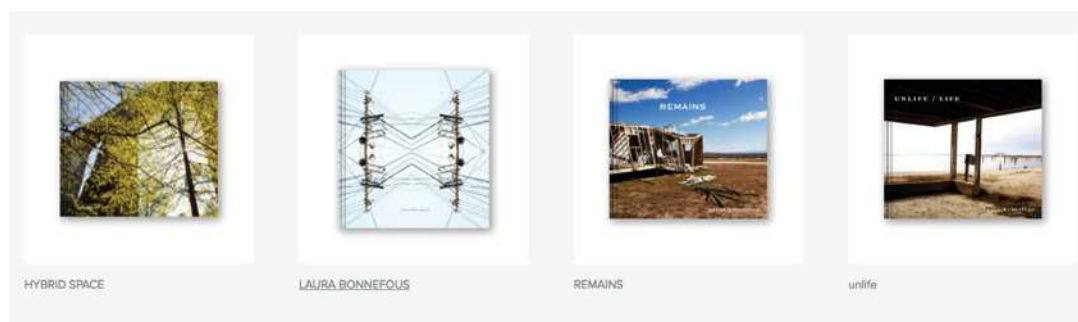 REMAINS
UNLIFE / LIFE
HYBRID SPACE
LAURA BONNEFOUS
REMAINS
unlife